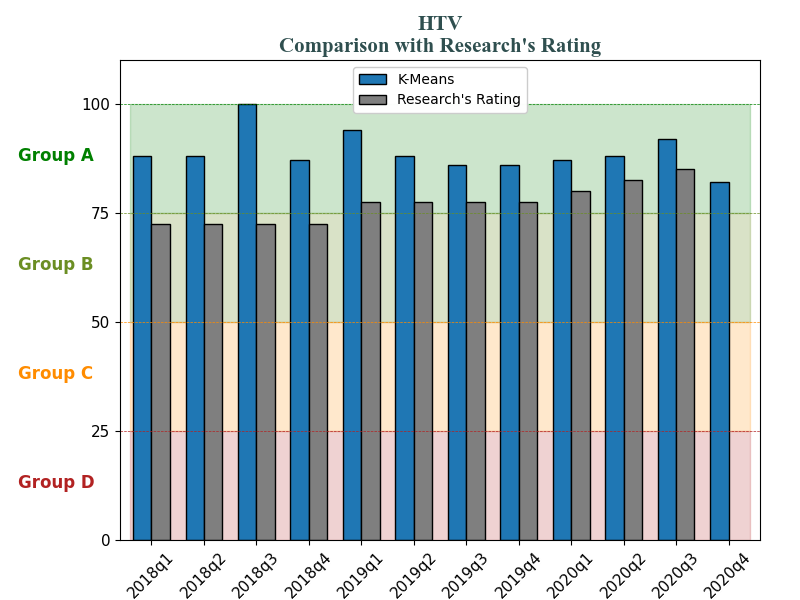 HTV
Comparison with Research's Rating
K-Means
Research's Rating
100
Group A
75
Group B
50
Group C
25
Group D
0
2018q1
2018q2
2018q3
2018q4
2019q1
2019q2
2019q3
2019q4
2020q1
2020q2
2020q3
2020q4